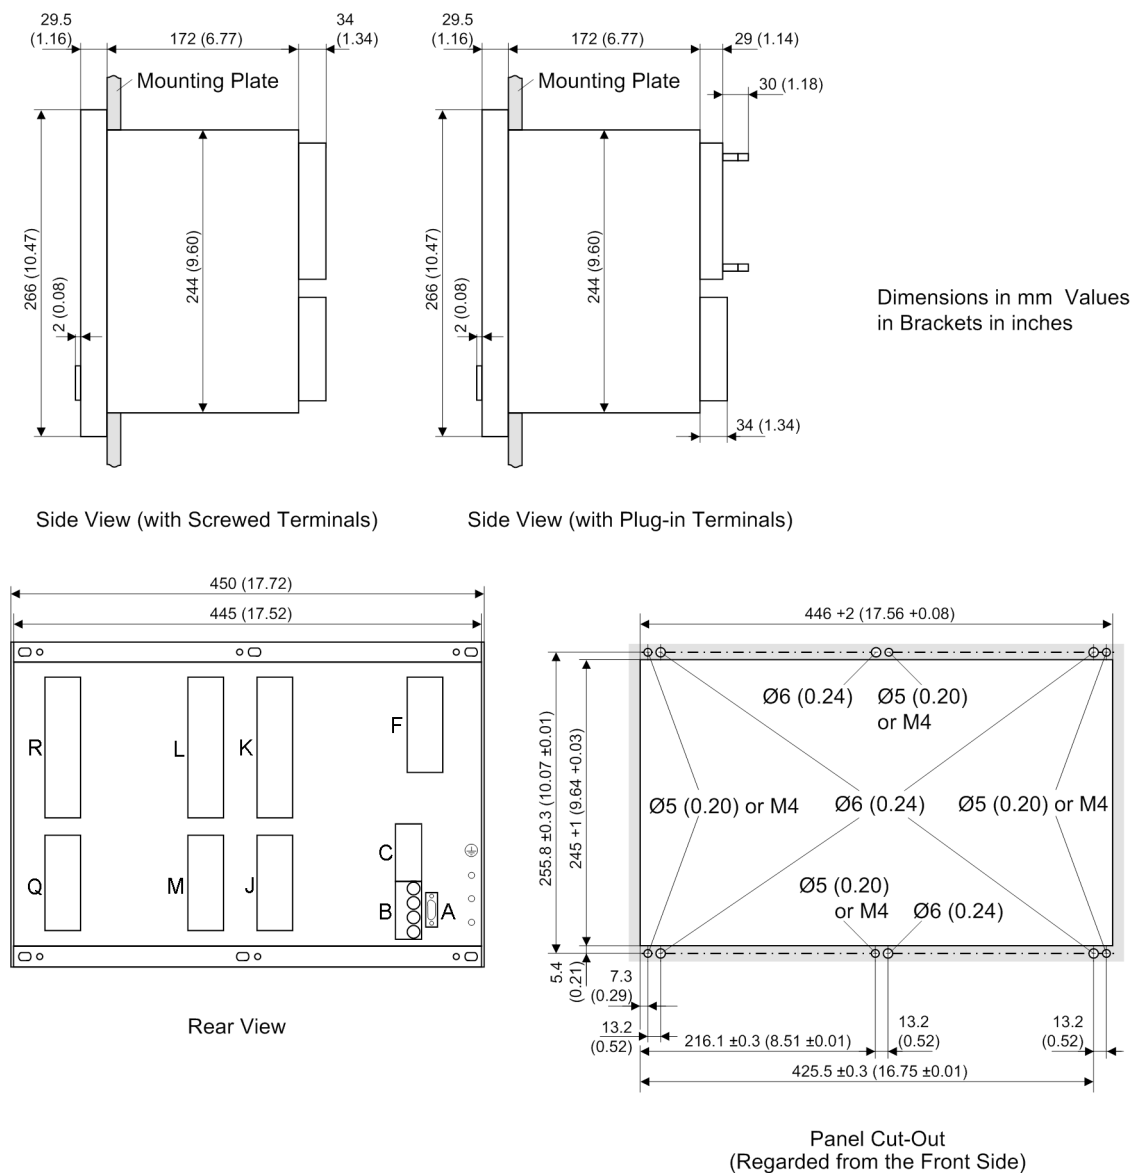 29.5
(1.16)
172 (6.77)
34
(1.34)
Mounting Plate
266 (10.47)
2 (0.08)
244 (9.60)
Side View (with Screwed Terminals)
29.5
(1.16)
172 (6.77)
29 (1.14)
30 (1.18)
Mounting Plate
266 (10.47)
2 (0.08)
244 (9.60)
34 (1.34)
Side View (with Plug-in Terminals)
Dimensions in mm Values
in Brackets in inches
450 (17.72)
445 (17.52)
R
L
K
F
Q
M
J
C
B
A
Rear View
446 +2 (17.56 +0.08)
Ø6 (0.24)
Ø5 (0.20)
or M4
255.8 ±0.3 (10.07 ±0.01)
245 +1 (9.64 +0.03)
Ø5 (0.20) or M4
Ø6 (0.24)
Ø5 (0.20) or M4
Ø5 (0.20)
or M4
Ø6 (0.24)
5.4
(0.21)
7.3
(0.29)
13.2
(0.52)
216.1 ±0.3 (8.51 ±0.01)
13.2
(0.52)
13.2
(0.52)
425.5 ±0.3 (16.75 ±0.01)
Panel Cut-Out
(Regarded from the Front Side)